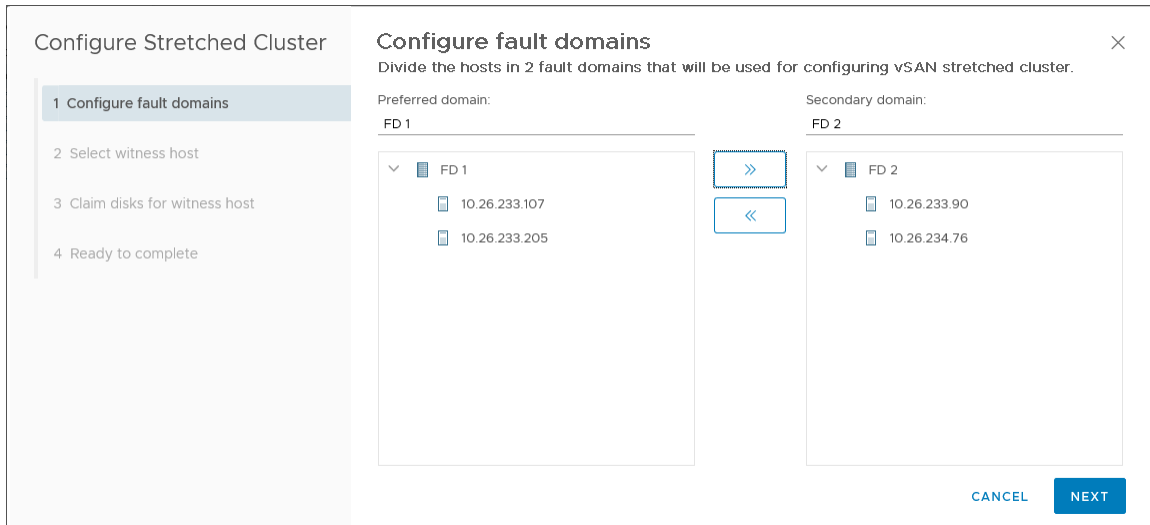 Configure Stretched Cluster
1 Configure fault domains
2 Select witness host
3 Claim disks for witness host
4 Ready to complete
Configure fault domains
Divide the hosts in 2 fault domains that will be used for configuring vSAN stretched cluster.
Preferred domain:
FD 1
FD 1
10.26.233.107
10.26.233.205
Secondary domain:
FD 2
FD 2
10.26.233.90
10.26.234.76
CANCEL
NEXT